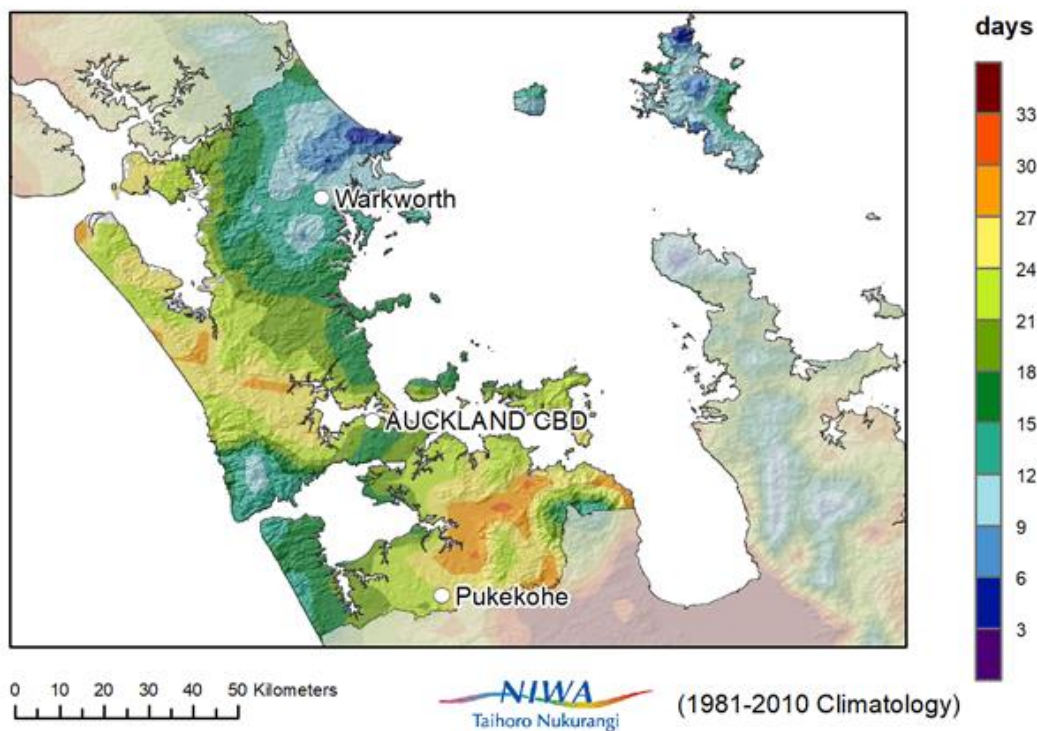 days
33
30
27
24
21
18
15
12
9
6
3
Warkworth
AUCKLAND CBD
Pukekohe
0 10 20 30 40 50 Kilometers
NIWA
Taihoro Nukurangi
(1981-2010 Climatology)